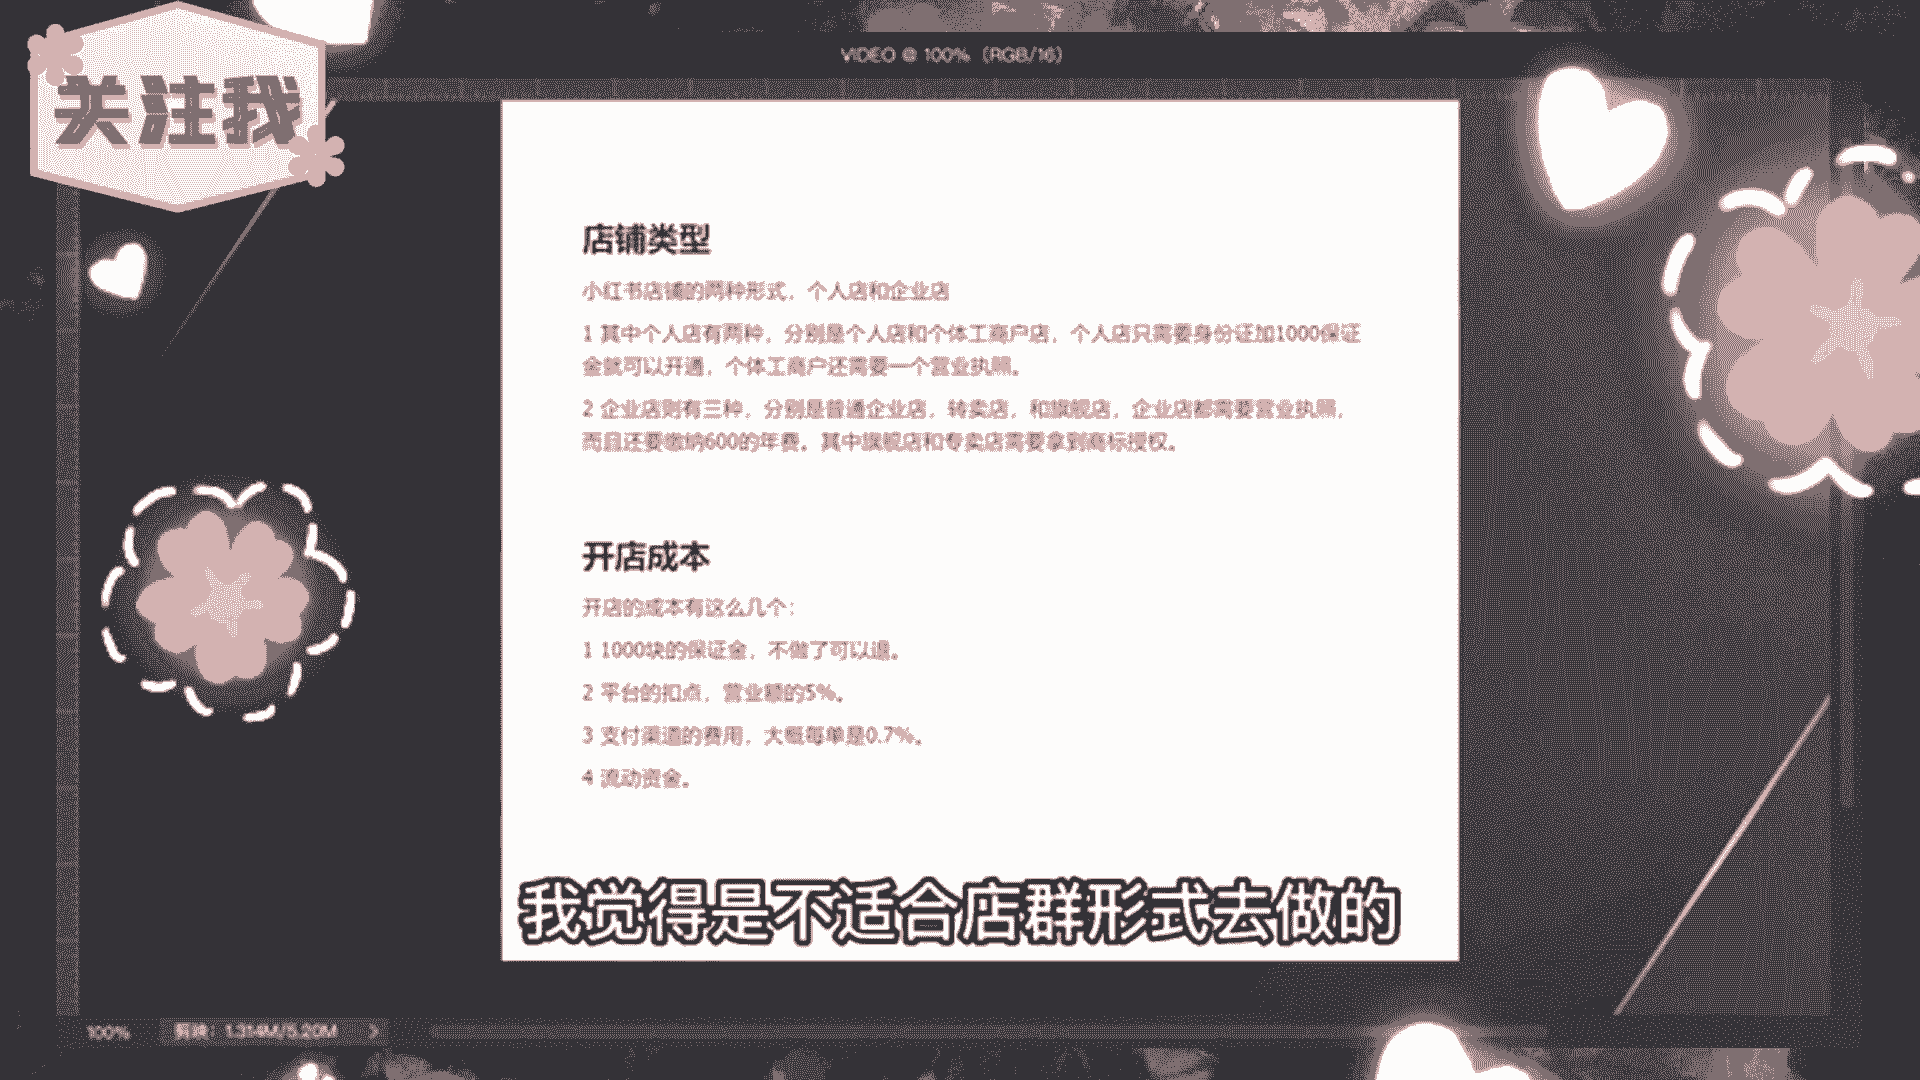 关注我
VIDEO @ 100% (RGB/16)
店铺类型
小红书店铺的两种形式，个人店和企业店
1 其中个人店有两种，分别是个人店和个体工商户店，个人店只需要身份证加1000保证
金就可以开通，个体工商户还需要一个营业执照。
2 企业店则有三种，分别是普通企业店，转卖店，和旗舰店，企业店都需要营业执照，
而且还要缴纳600的年费。其中旗舰店和专卖店需要拿到商标授权。
开店成本
开店的成本有这么几个：
1 1000块的保证金，不做了可以退。
2 平台的扣点，营业额的5%。
3 支付渠道的费用，大概每单是0.7%。
4 流动资金。
我觉得是不适合店群形式去做的
100%
剪映：1.314M/5.20M